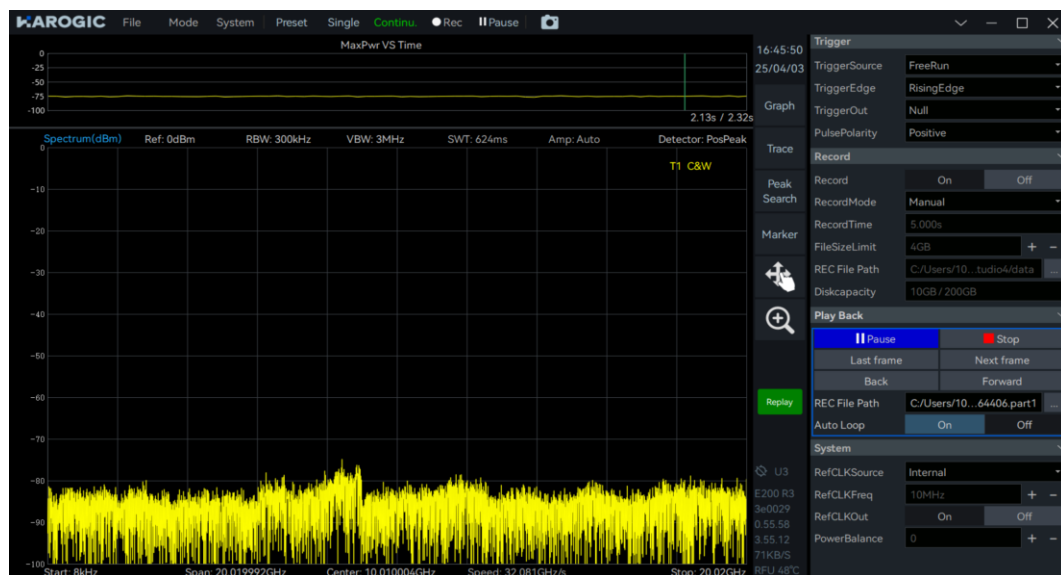 HAROGIC File Mode System Preset Single Continu. Rec Pause
MaxPwr VS Time
0
-25
-50
-75
-100
2.13s / 2.32s
Spectrum(dBm) Ref: 0dBm RBW: 300kHz VBW: 3MHz SWT: 624ms Amp: Auto Detector: PosPeak
T1 C&W
0
-10
-20
-30
-40
-50
-60
-70
-80
-90
-100
Start: 8kHz Span: 20.019992GHz Center: 10.010004GHz Speed: 32.081GHz/s Stop: 20.02GHz
16:45:50
25/04/03
Graph
Trace
Peak
Search
Marker
Replay
U3
E200 R3
3e0029
0.55.58
3.55.12
71KB/S
RFU 48℃
Trigger
TriggerSource FreeRun
TriggerEdge RisingEdge
TriggerOut Null
PulsePolarity Positive
Record
Record On Off
RecordMode Manual
RecordTime 5.000s
FileSizeLimit 4GB + −
REC File Path C:/Users/10...tudio4/data ...
Diskcapacity 10GB / 200GB
Play Back
Pause Stop
Last frame Next frame
Back Forward
REC File Path C:/Users/10...64406.part1 ...
Auto Loop On Off
System
RefCLKSource Internal
RefCLKFreq 10MHz + −
RefCLKOut On Off
PowerBalance 0 + −